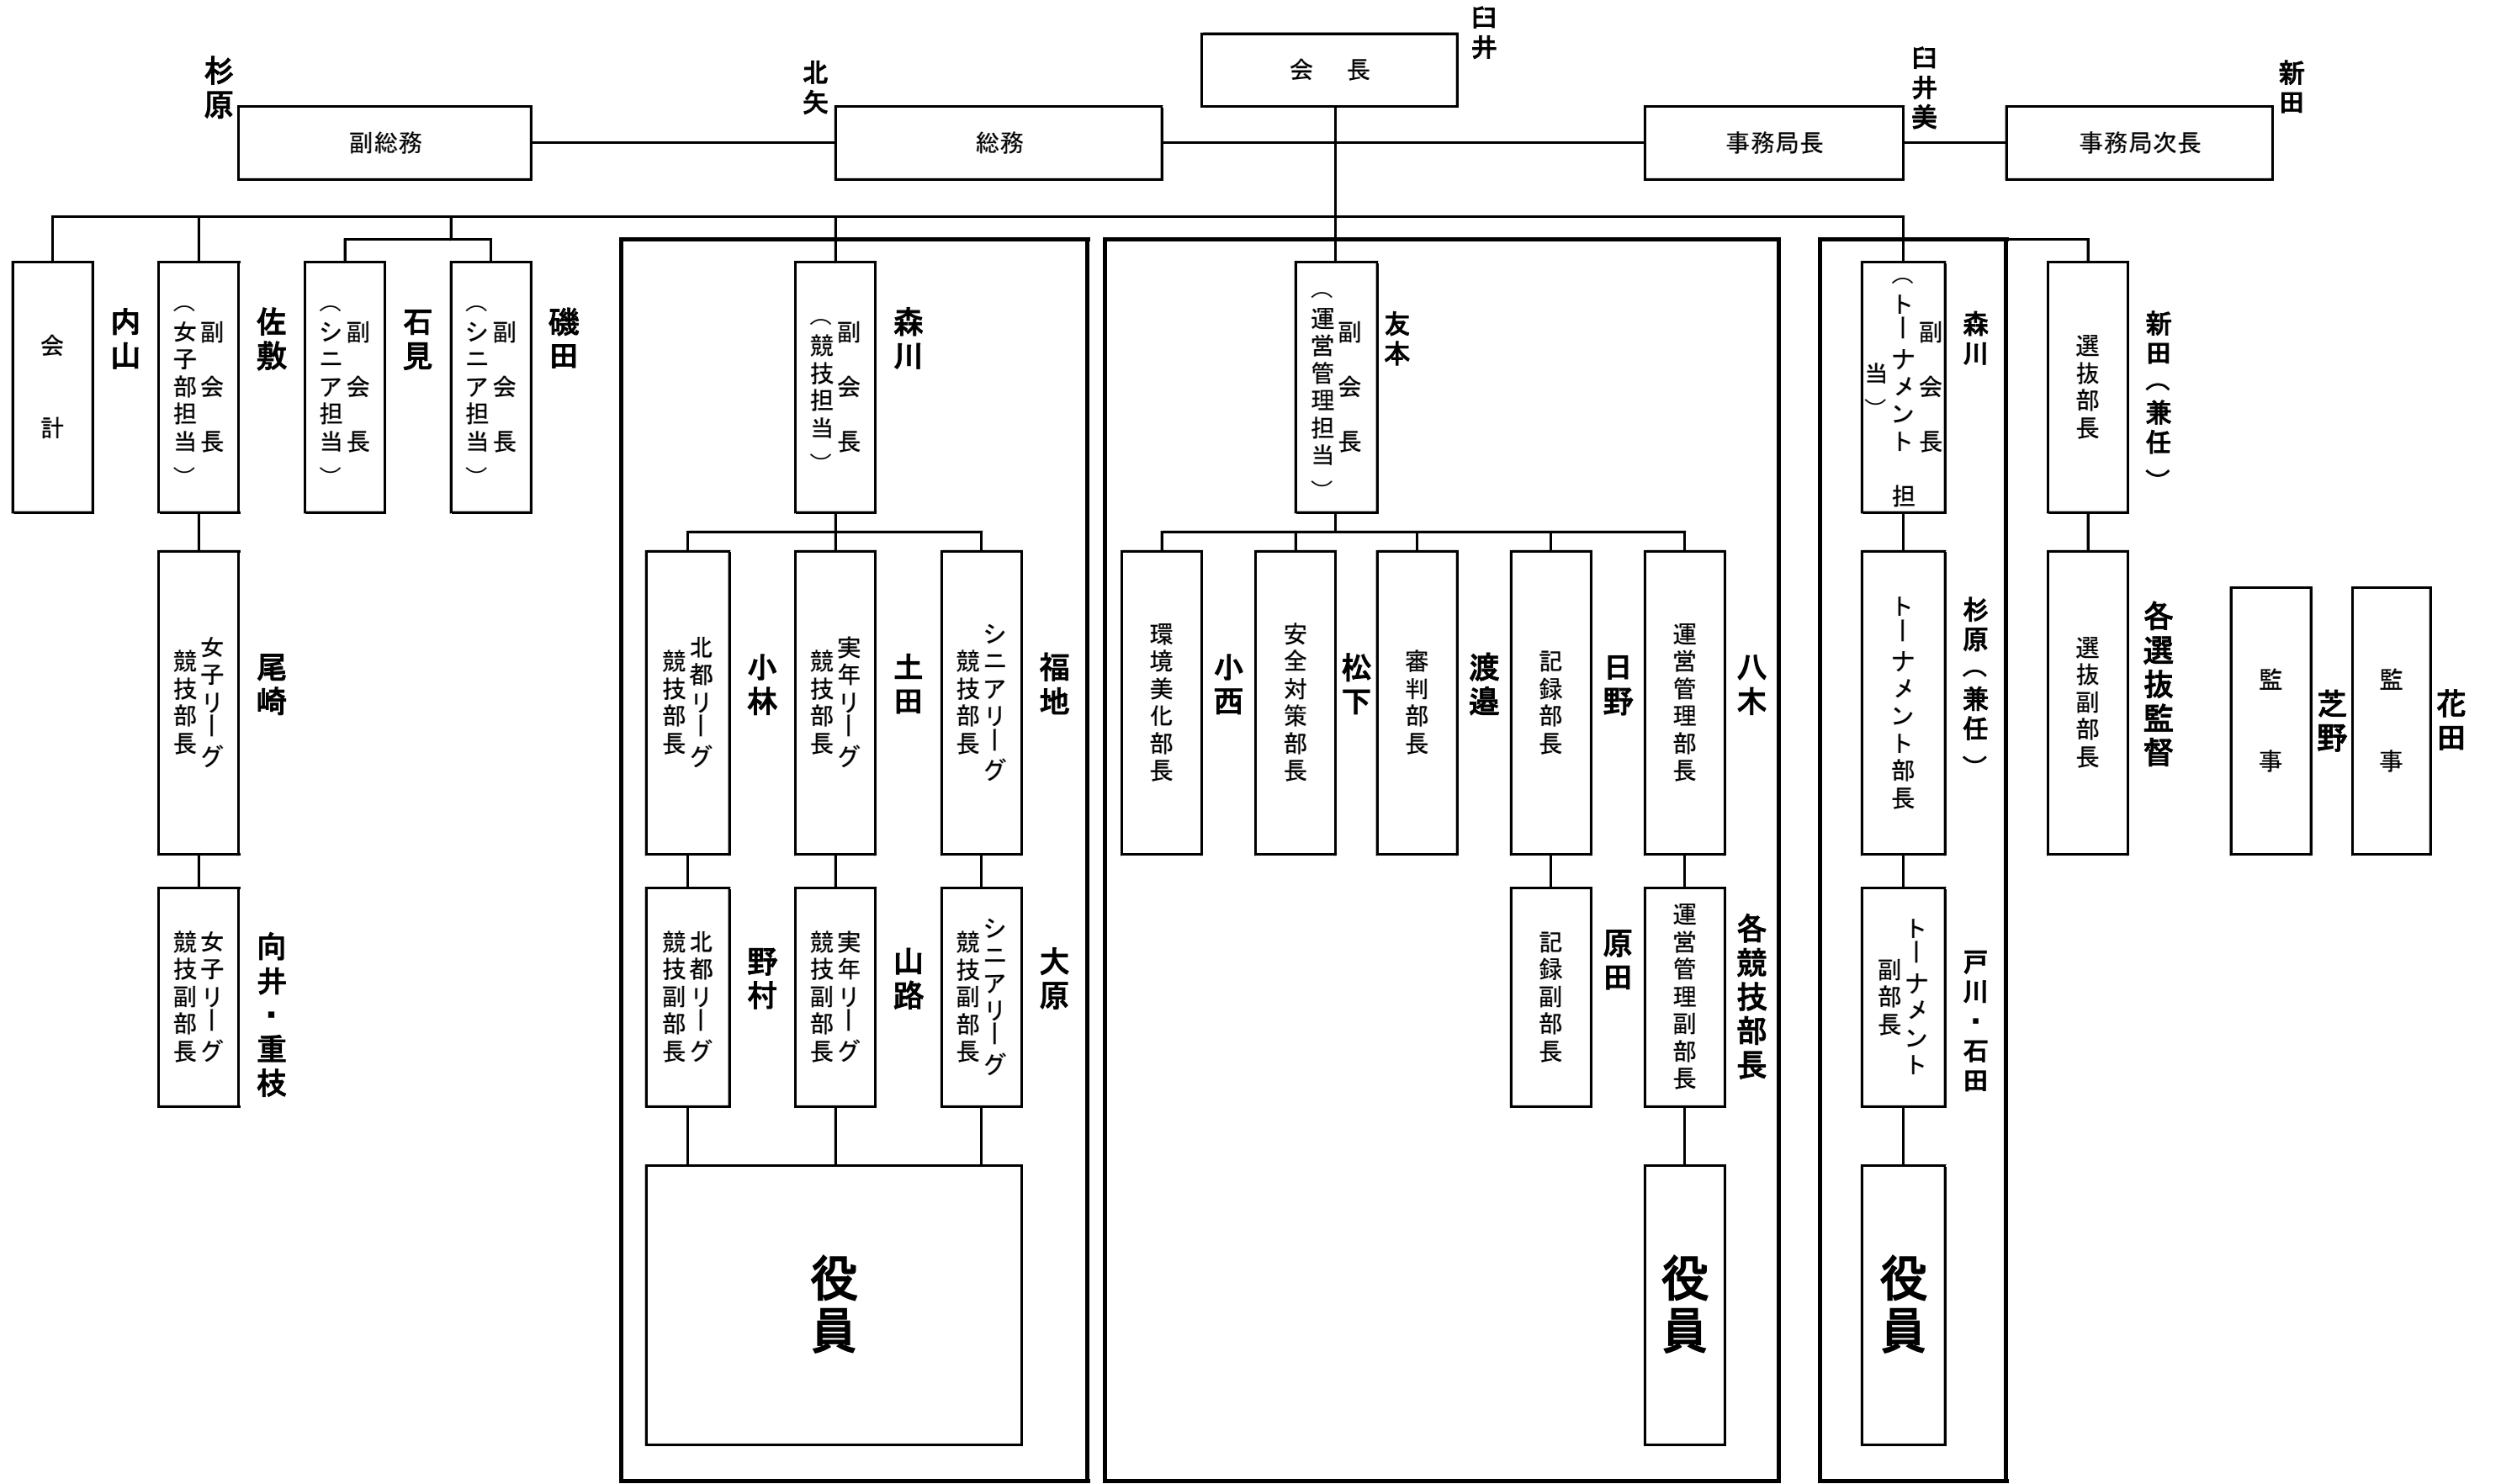 臼井
会　長
杉原
副総務
北矢
総務
事務局長
臼井美
事務局次長
新田
会　計
内山
副　会　長
（女子部担当）
佐敷
副　会　長
（シニア担当）
石見
副　会　長
（シニア担当）
磯田
副　会　長
（競技担当）
森川
副　会　長
（運営管理担当）
友本
副　会　長
（トーナメント　担
当）
森川
選抜部長
新田（兼任）
女子リーグ
競技部長
尾崎
北都リーグ
競技部長
小林
実年リーグ
競技部長
土田
シニアリーグ
競技部長
福地
環境美化部長
小西
安全対策部長
松下
審判部長
渡邉
記録部長
日野
運営管理部長
八木
トーナメント部長
杉原（兼任）
選抜副部長
各選抜監督
監　事
芝野
監　事
花田
女子リーグ
競技副部長
向井・重枝
北都リーグ
競技副部長
野村
実年リーグ
競技副部長
山路
シニアリーグ
競技副部長
大原
記録副部長
原田
運営管理副部長
各競技部長
トーナメント
副部長
戸川・石田
役員
役員
役員